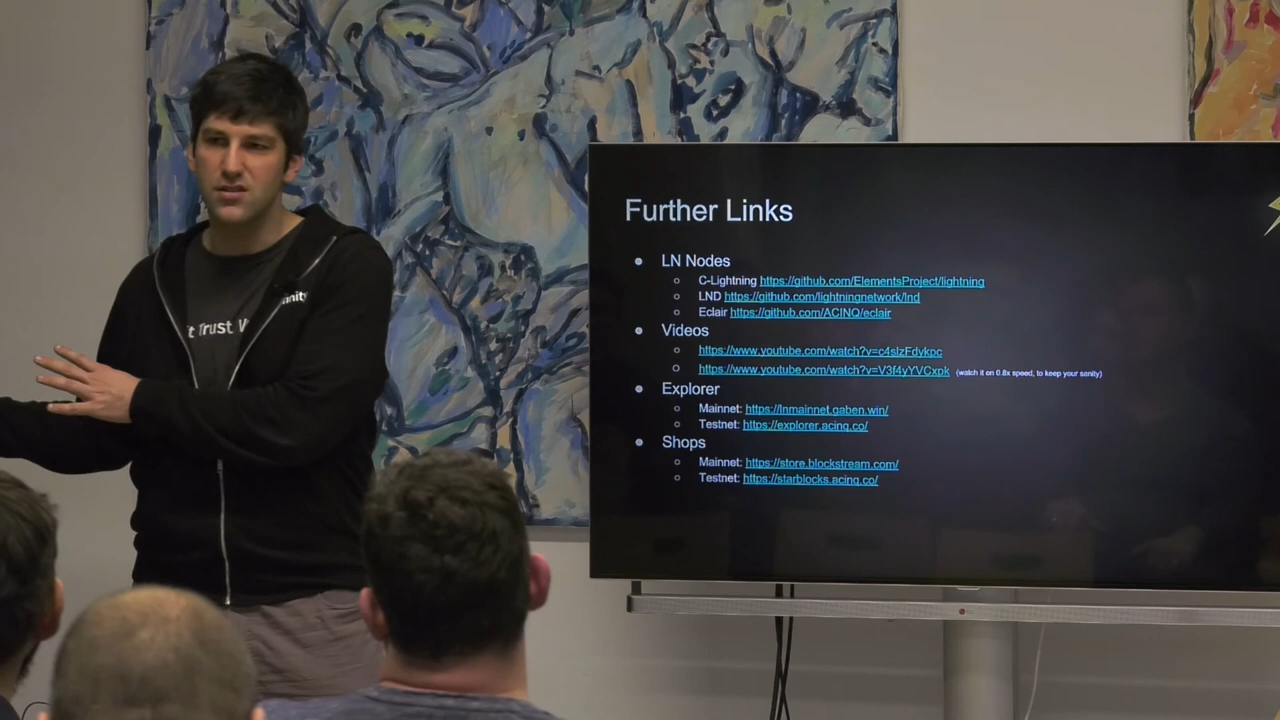 inity
't Trust. V
Further Links
LN Nodes
C-Lightning https://github.com/ElementsProject/lightning
LND https://github.com/lightningnetwork/lnd
Eclair https://github.com/ACINQ/eclair
Videos
https://www.youtube.com/watch?v=c4slzFdykpc
https://www.youtube.com/watch?v=V3f4yYVCxpk (watch it on 0.8x speed, to keep your sanity)
Explorer
Mainnet: https://lnmainnet.gaben.win/
Testnet: https://explorer.acinq.co/
Shops
Mainnet: https://store.blockstream.com/
Testnet: https://starblocks.acinq.co/